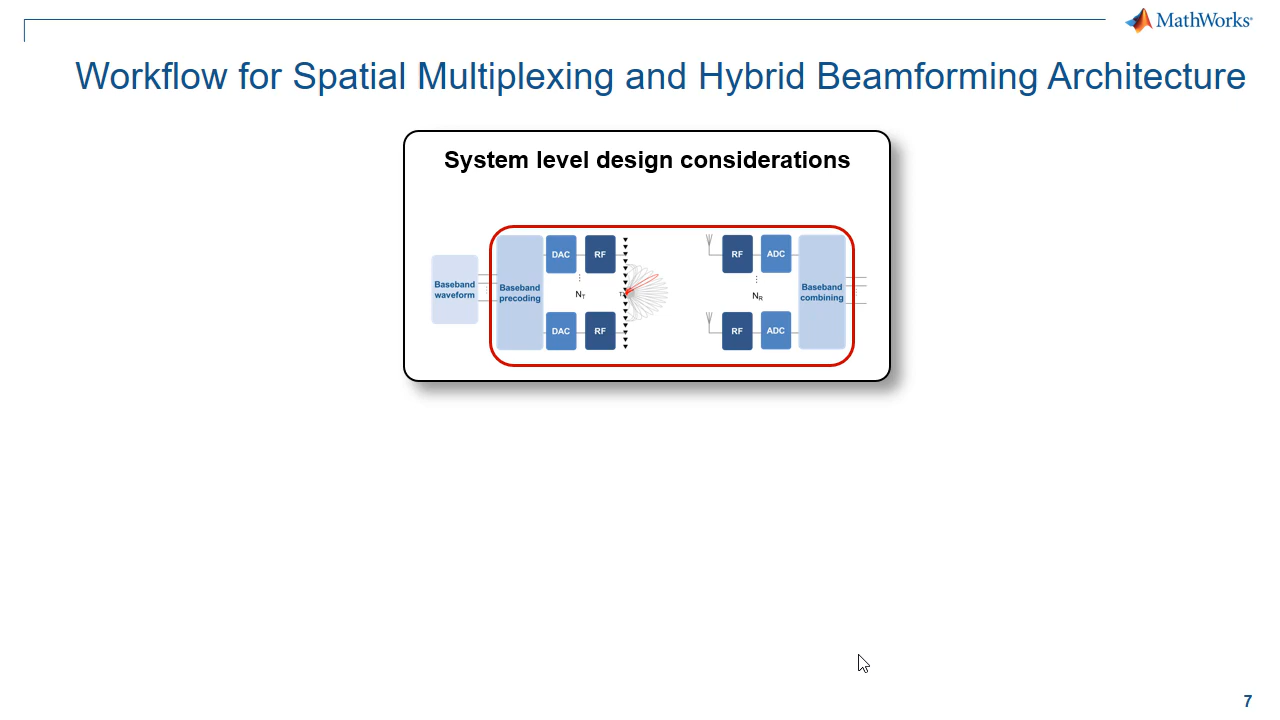 MathWorks®
Workflow for Spatial Multiplexing and Hybrid Beamforming Architecture
System level design considerations
Baseband
waveform
Baseband
precoding
DAC
RF
NT
DAC
RF
RF
ADC
NR
RF
ADC
Baseband
combining
7